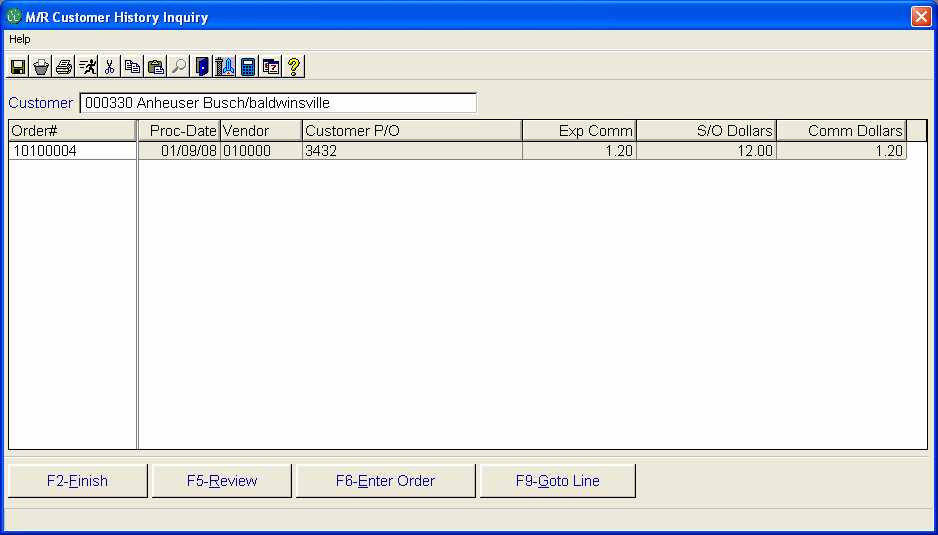 M/R Customer History Inquiry
Help
Customer 000330 Anheuser Busch/baldwinsville
Order# Proc-Date Vendor Customer P/O Exp Comm S/O Dollars Comm Dollars
10100004 01/09/08 010000 3432 1.20 12.00 1.20
F2-Finish F5-Review F6-Enter Order F9-Goto Line